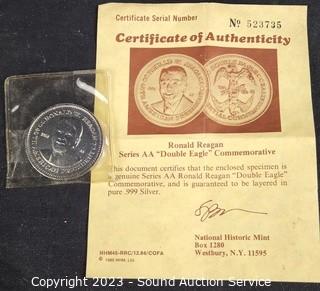 Certificate Serial Number
Nº 523735
Certificate of Authenticity
Ronald Reagan
Series AA "Double Eagle" Commemorative
This document certifies that the enclosed specimen is
a genuine Series AA Ronald Reagan "Double Eagle"
Commemorative, and is guaranteed to be layered in
pure .999 Silver.
National Historic Mint
Box 1280
Westbury, N.Y. 11595
Copyright © 2023 - Sound Auction Service